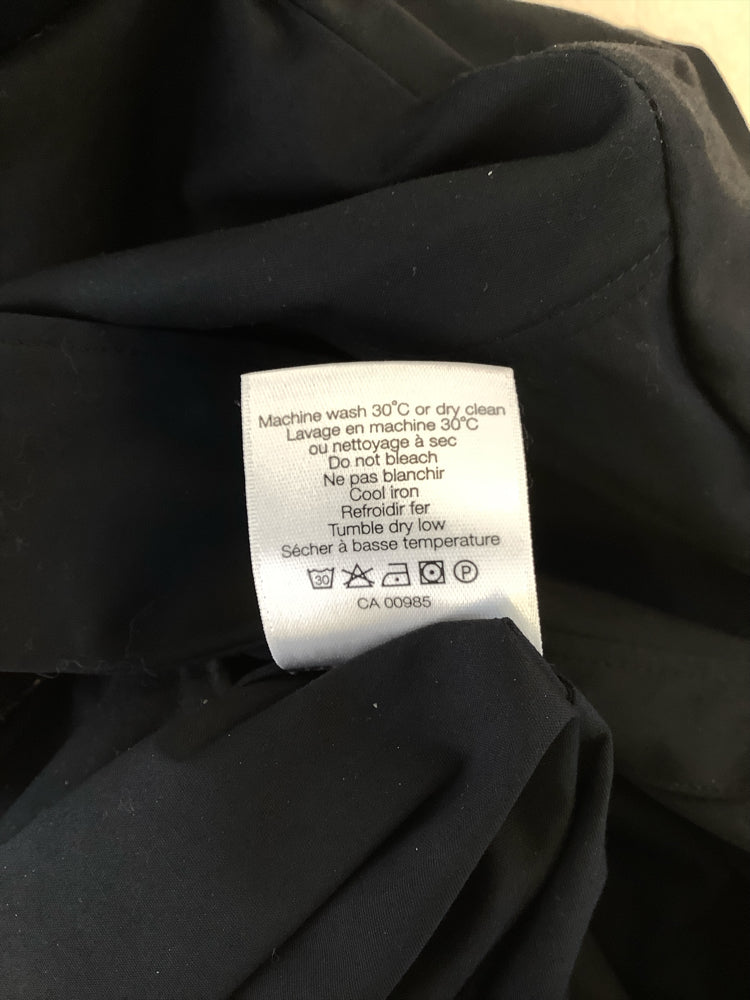 Machine wash 30°C or dry clean
Lavage en machine 30°C
ou nettoyage à sec
Do not bleach
Ne pas blanchir
Cool iron
Refroidir fer
Tumble dry low
Sécher à basse temperature
30 P
CA 00985